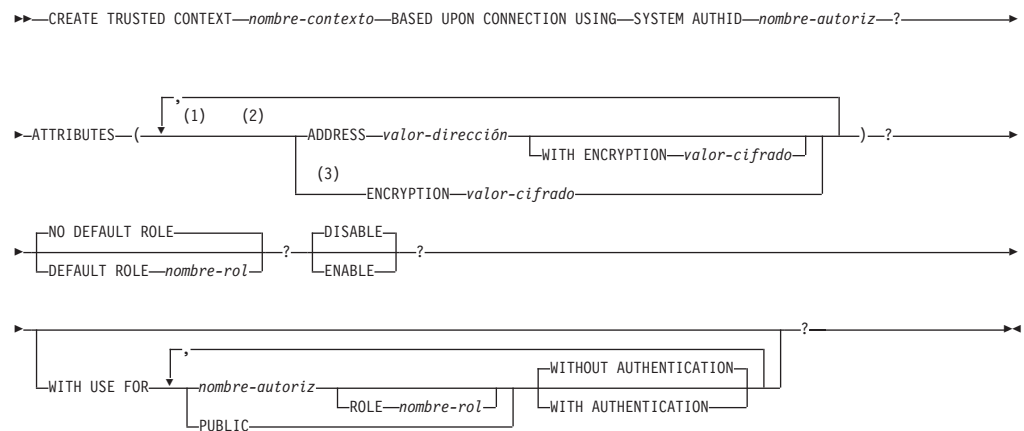 CREATE TRUSTED CONTEXT nombre-contexto BASED UPON CONNECTION USING SYSTEM AUTHID nombre-autoriz ?
,
(1) (2)
ATTRIBUTES ( ADDRESS valor-dirección ) ?
WITH ENCRYPTION valor-cifrado
(3)
ENCRYPTION valor-cifrado
NO DEFAULT ROLE DISABLE
? ?
DEFAULT ROLE nombre-rol ENABLE
?
,
WITHOUT AUTHENTICATION
WITH USE FOR nombre-autoriz
ROLE nombre-rol WITH AUTHENTICATION
PUBLIC